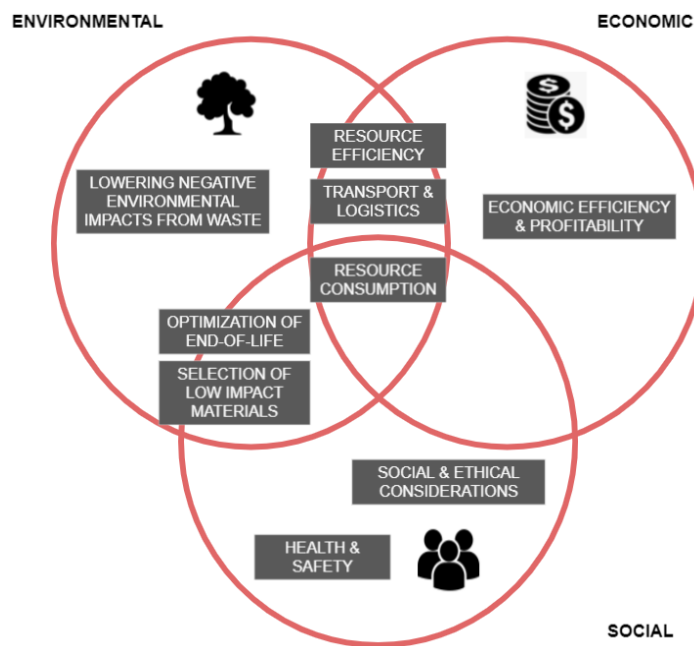 ENVIRONMENTAL
ECONOMIC
RESOURCE
EFFICIENCY
LOWERING NEGATIVE
ENVIRONMENTAL
IMPACTS FROM WASTE
TRANSPORT &
LOGISTICS
ECONOMIC EFFICIENCY
& PROFITABILITY
RESOURCE
CONSUMPTION
OPTIMIZATION OF
END-OF-LIFE
SELECTION OF
LOW IMPACT
MATERIALS
SOCIAL & ETHICAL
CONSIDERATIONS
HEALTH &
SAFETY
SOCIAL
$
$